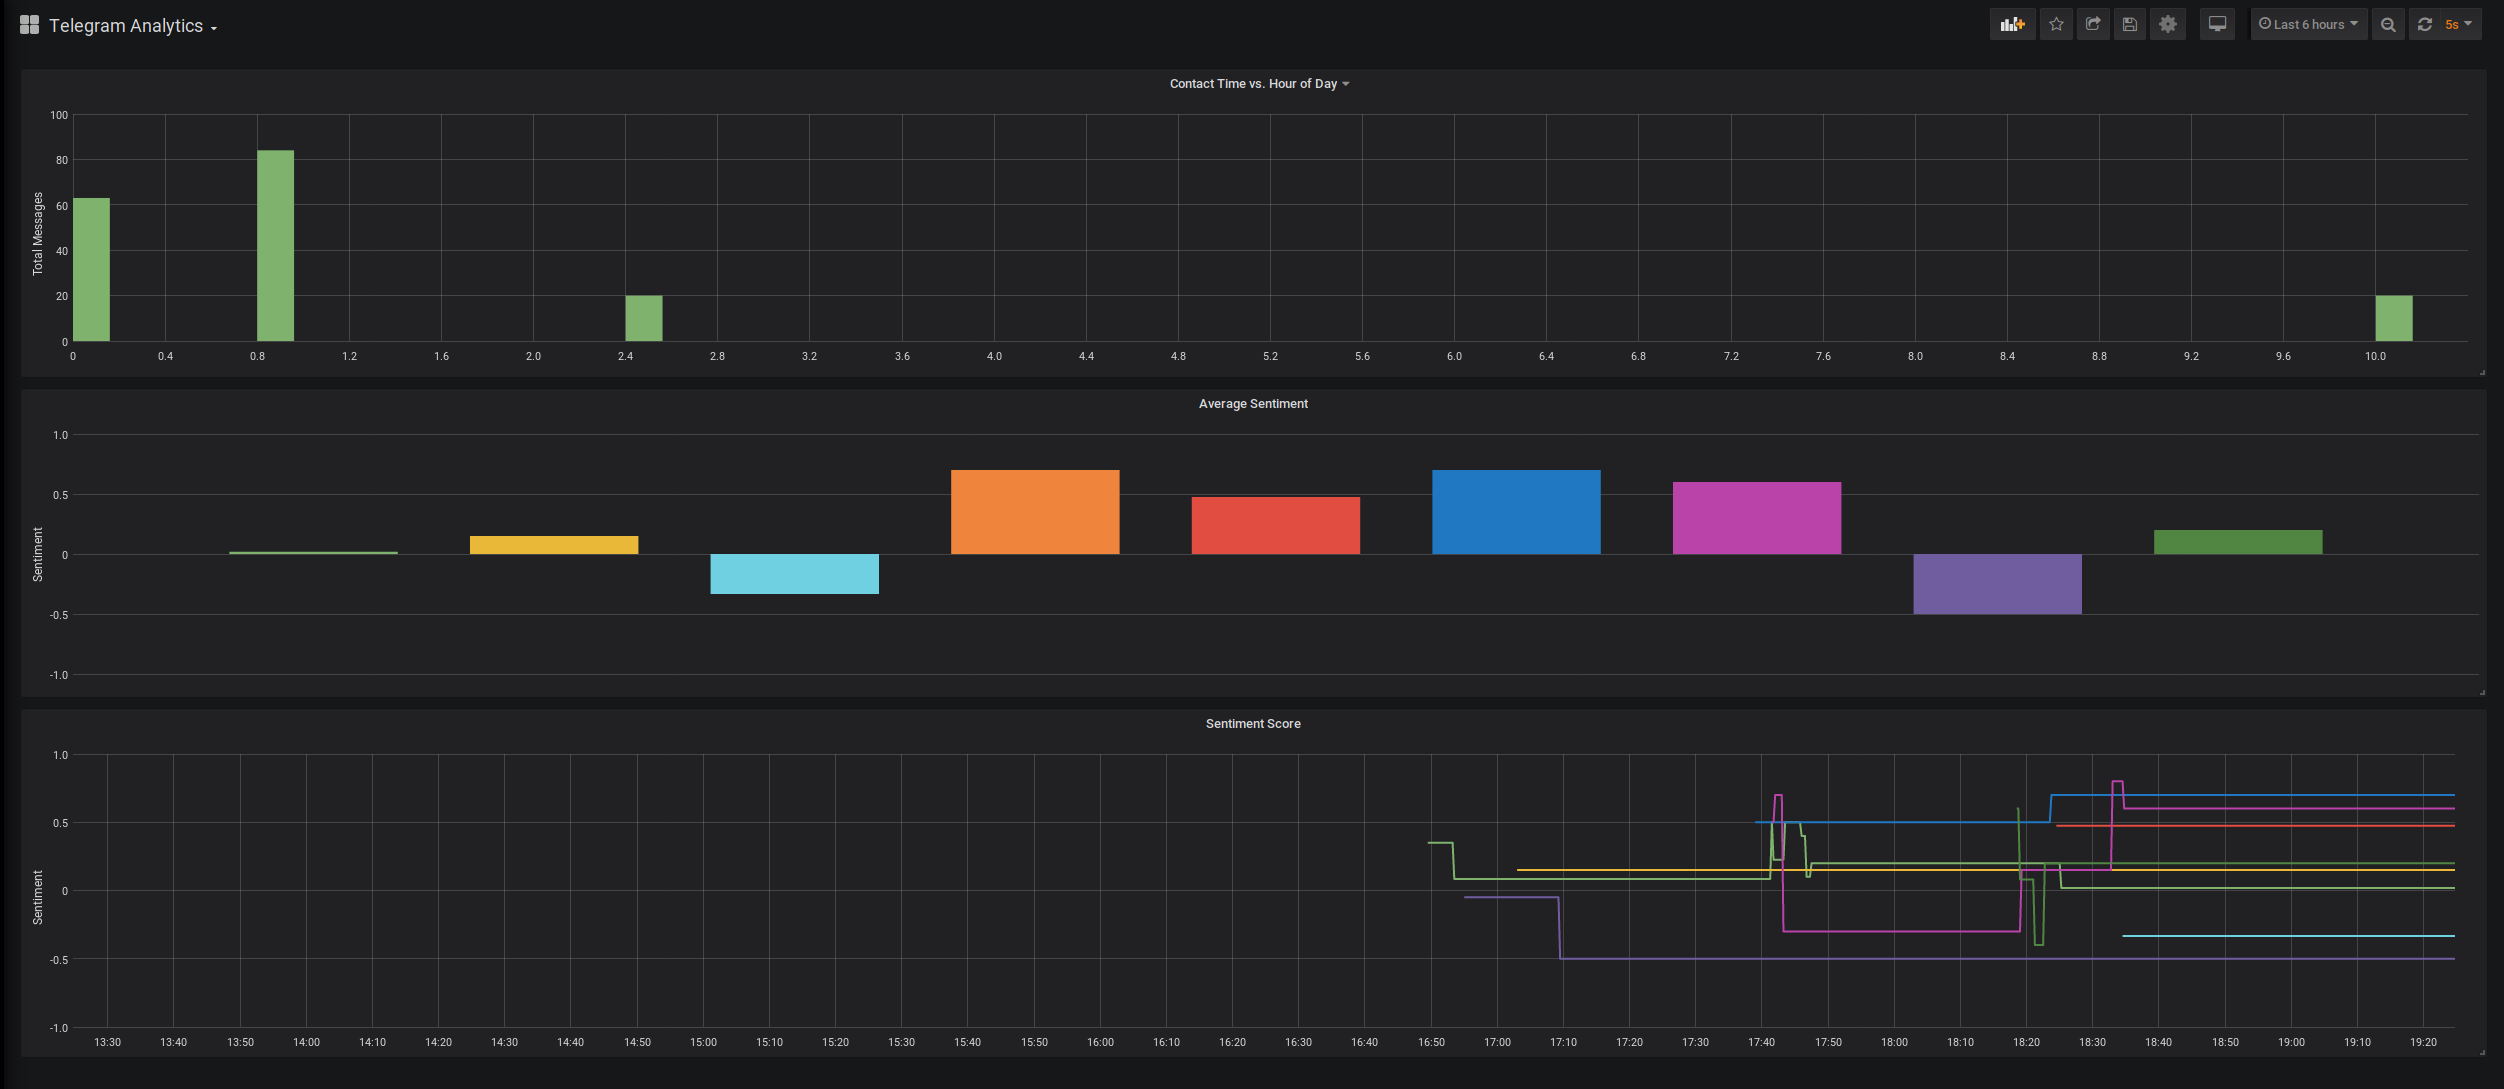 Telegram Analytics
Last 6 hours
5s
Contact Time vs. Hour of Day
Total Messages
100
80
60
40
20
0
0 0.4 0.8 1.2 1.6 2.0 2.4 2.8 3.2 3.6 4.0 4.4 4.8 5.2 5.6 6.0 6.4 6.8 7.2 7.6 8.0 8.4 8.8 9.2 9.6 10.0
Average Sentiment
Sentiment
1.0
0.5
0
-0.5
-1.0
Sentiment Score
Sentiment
1.0
0.5
0
-0.5
-1.0
13:30 13:40 13:50 14:00 14:10 14:20 14:30 14:40 14:50 15:00 15:10 15:20 15:30 15:40 15:50 16:00 16:10 16:20 16:30 16:40 16:50 17:00 17:10 17:20 17:30 17:40 17:50 18:00 18:10 18:20 18:30 18:40 18:50 19:00 19:10 19:20